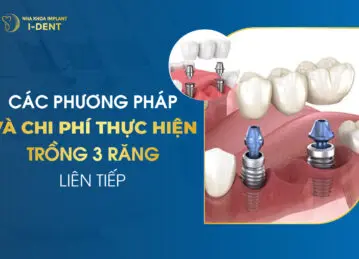 NHA KHOA IMPLANT
I-DENT
CÁC PHƯƠNG PHÁP
VÀ CHI PHÍ THỰC HIỆN
TRỒNG 3 RĂNG
LIÊN TIẾP